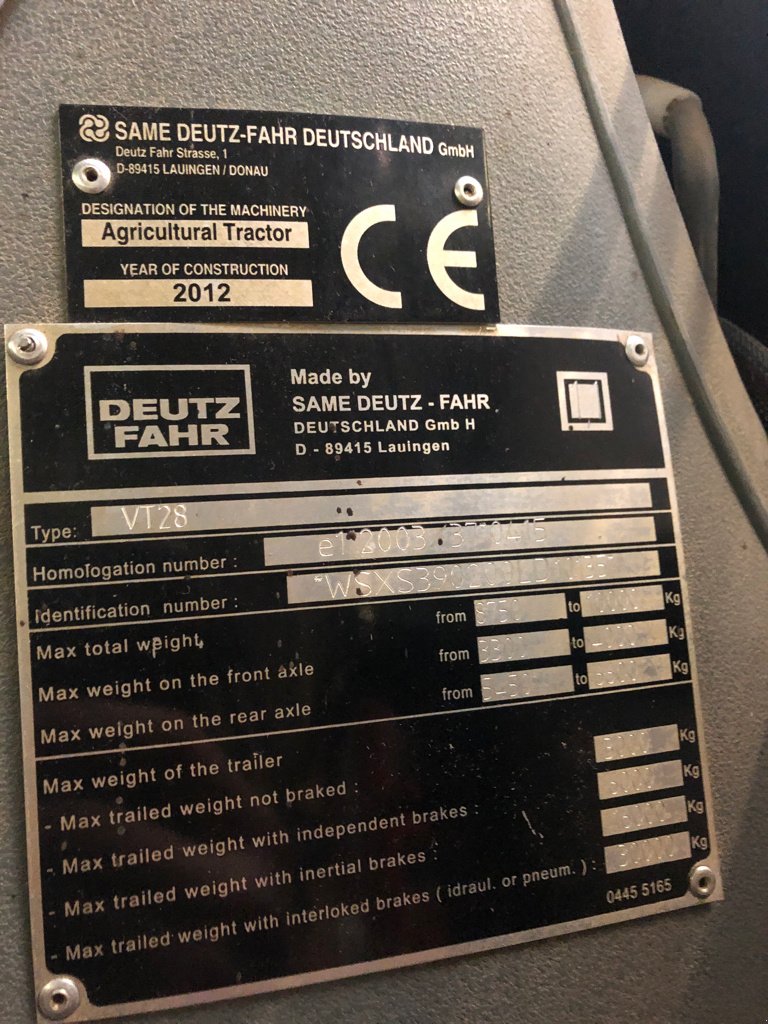 SAME DEUTZ-FAHR DEUTSCHLAND GmbH
Deutz Fahr Strasse, 1
D-89415 LAUINGEN / DONAU
DESIGNATION OF THE MACHINERY
Agricultural Tractor
YEAR OF CONSTRUCTION
2012
CE
DEUTZ
FAHR
Made by
SAME DEUTZ - FAHR
DEUTSCHLAND Gmb H
D - 89415 Lauingen
Type: VT28
Homologation number :
Identification number :
Max total weight, from 8750 to Kg
Max weight on the front axle from 3300 to Kg
Max weight on the rear axle from 5450 to Kg
Max weight of the trailer
- Max trailed weight not braked : 3000 Kg
- Max trailed weight with independent brakes : Kg
- Max trailed weight with inertial brakes : Kg
- Max trailed weight with interloked brakes ( idraul. or pneum. ) : Kg
0445 5165